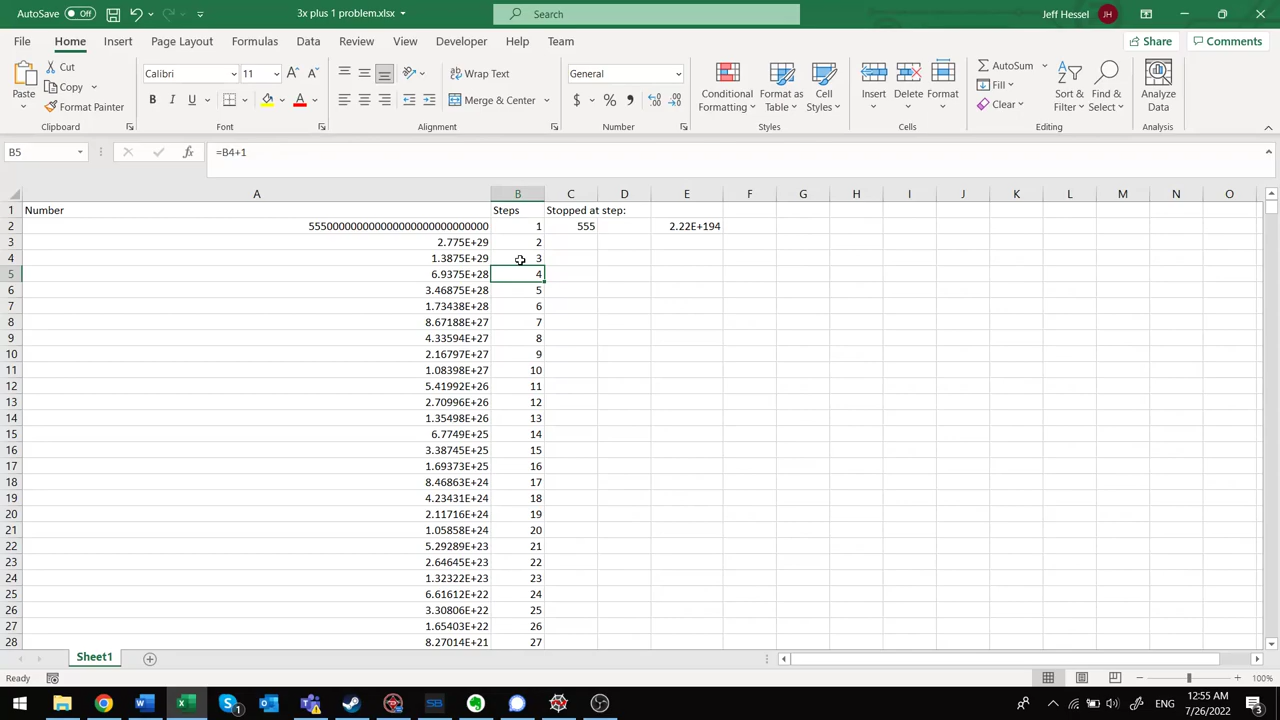 AutoSave Off 3x plus 1 problem.xlsx Search Jeff Hessel JH
File Home Insert Page Layout Formulas Data Review View Developer Help Team Share Comments
Paste Cut Copy Format Painter
Calibri 11
B I U
Wrap Text
Merge & Center
General
$ % ,
Conditional Formatting Format as Table Cell Styles
Insert Delete Format
AutoSum Fill Clear Sort & Filter Find & Select
Analyze Data
Clipboard Font Alignment Number Styles Cells Editing Analysis
B5 fx =B4+1
A B C D E F G H I J K L M N O
1 Number Steps Stopped at step:
2 555000000000000000000000000000 1 555 2.22E+194
3 2.775E+29 2
4 1.3875E+29 3
5 6.9375E+28 4
6 3.46875E+28 5
7 1.73438E+28 6
8 8.67188E+27 7
9 4.33594E+27 8
10 2.16797E+27 9
11 1.08398E+27 10
12 5.41992E+26 11
13 2.70996E+26 12
14 1.35498E+26 13
15 6.7749E+25 14
16 3.38745E+25 15
17 1.69373E+25 16
18 8.46863E+24 17
19 4.23431E+24 18
20 2.11716E+24 19
21 1.05858E+24 20
22 5.29289E+23 21
23 2.64645E+23 22
24 1.32322E+23 23
25 6.61612E+22 24
26 3.30806E+22 25
27 1.65403E+22 26
28 8.27014E+21 27
Sheet1
Ready 100%
ENG 12:55 AM
7/26/2022